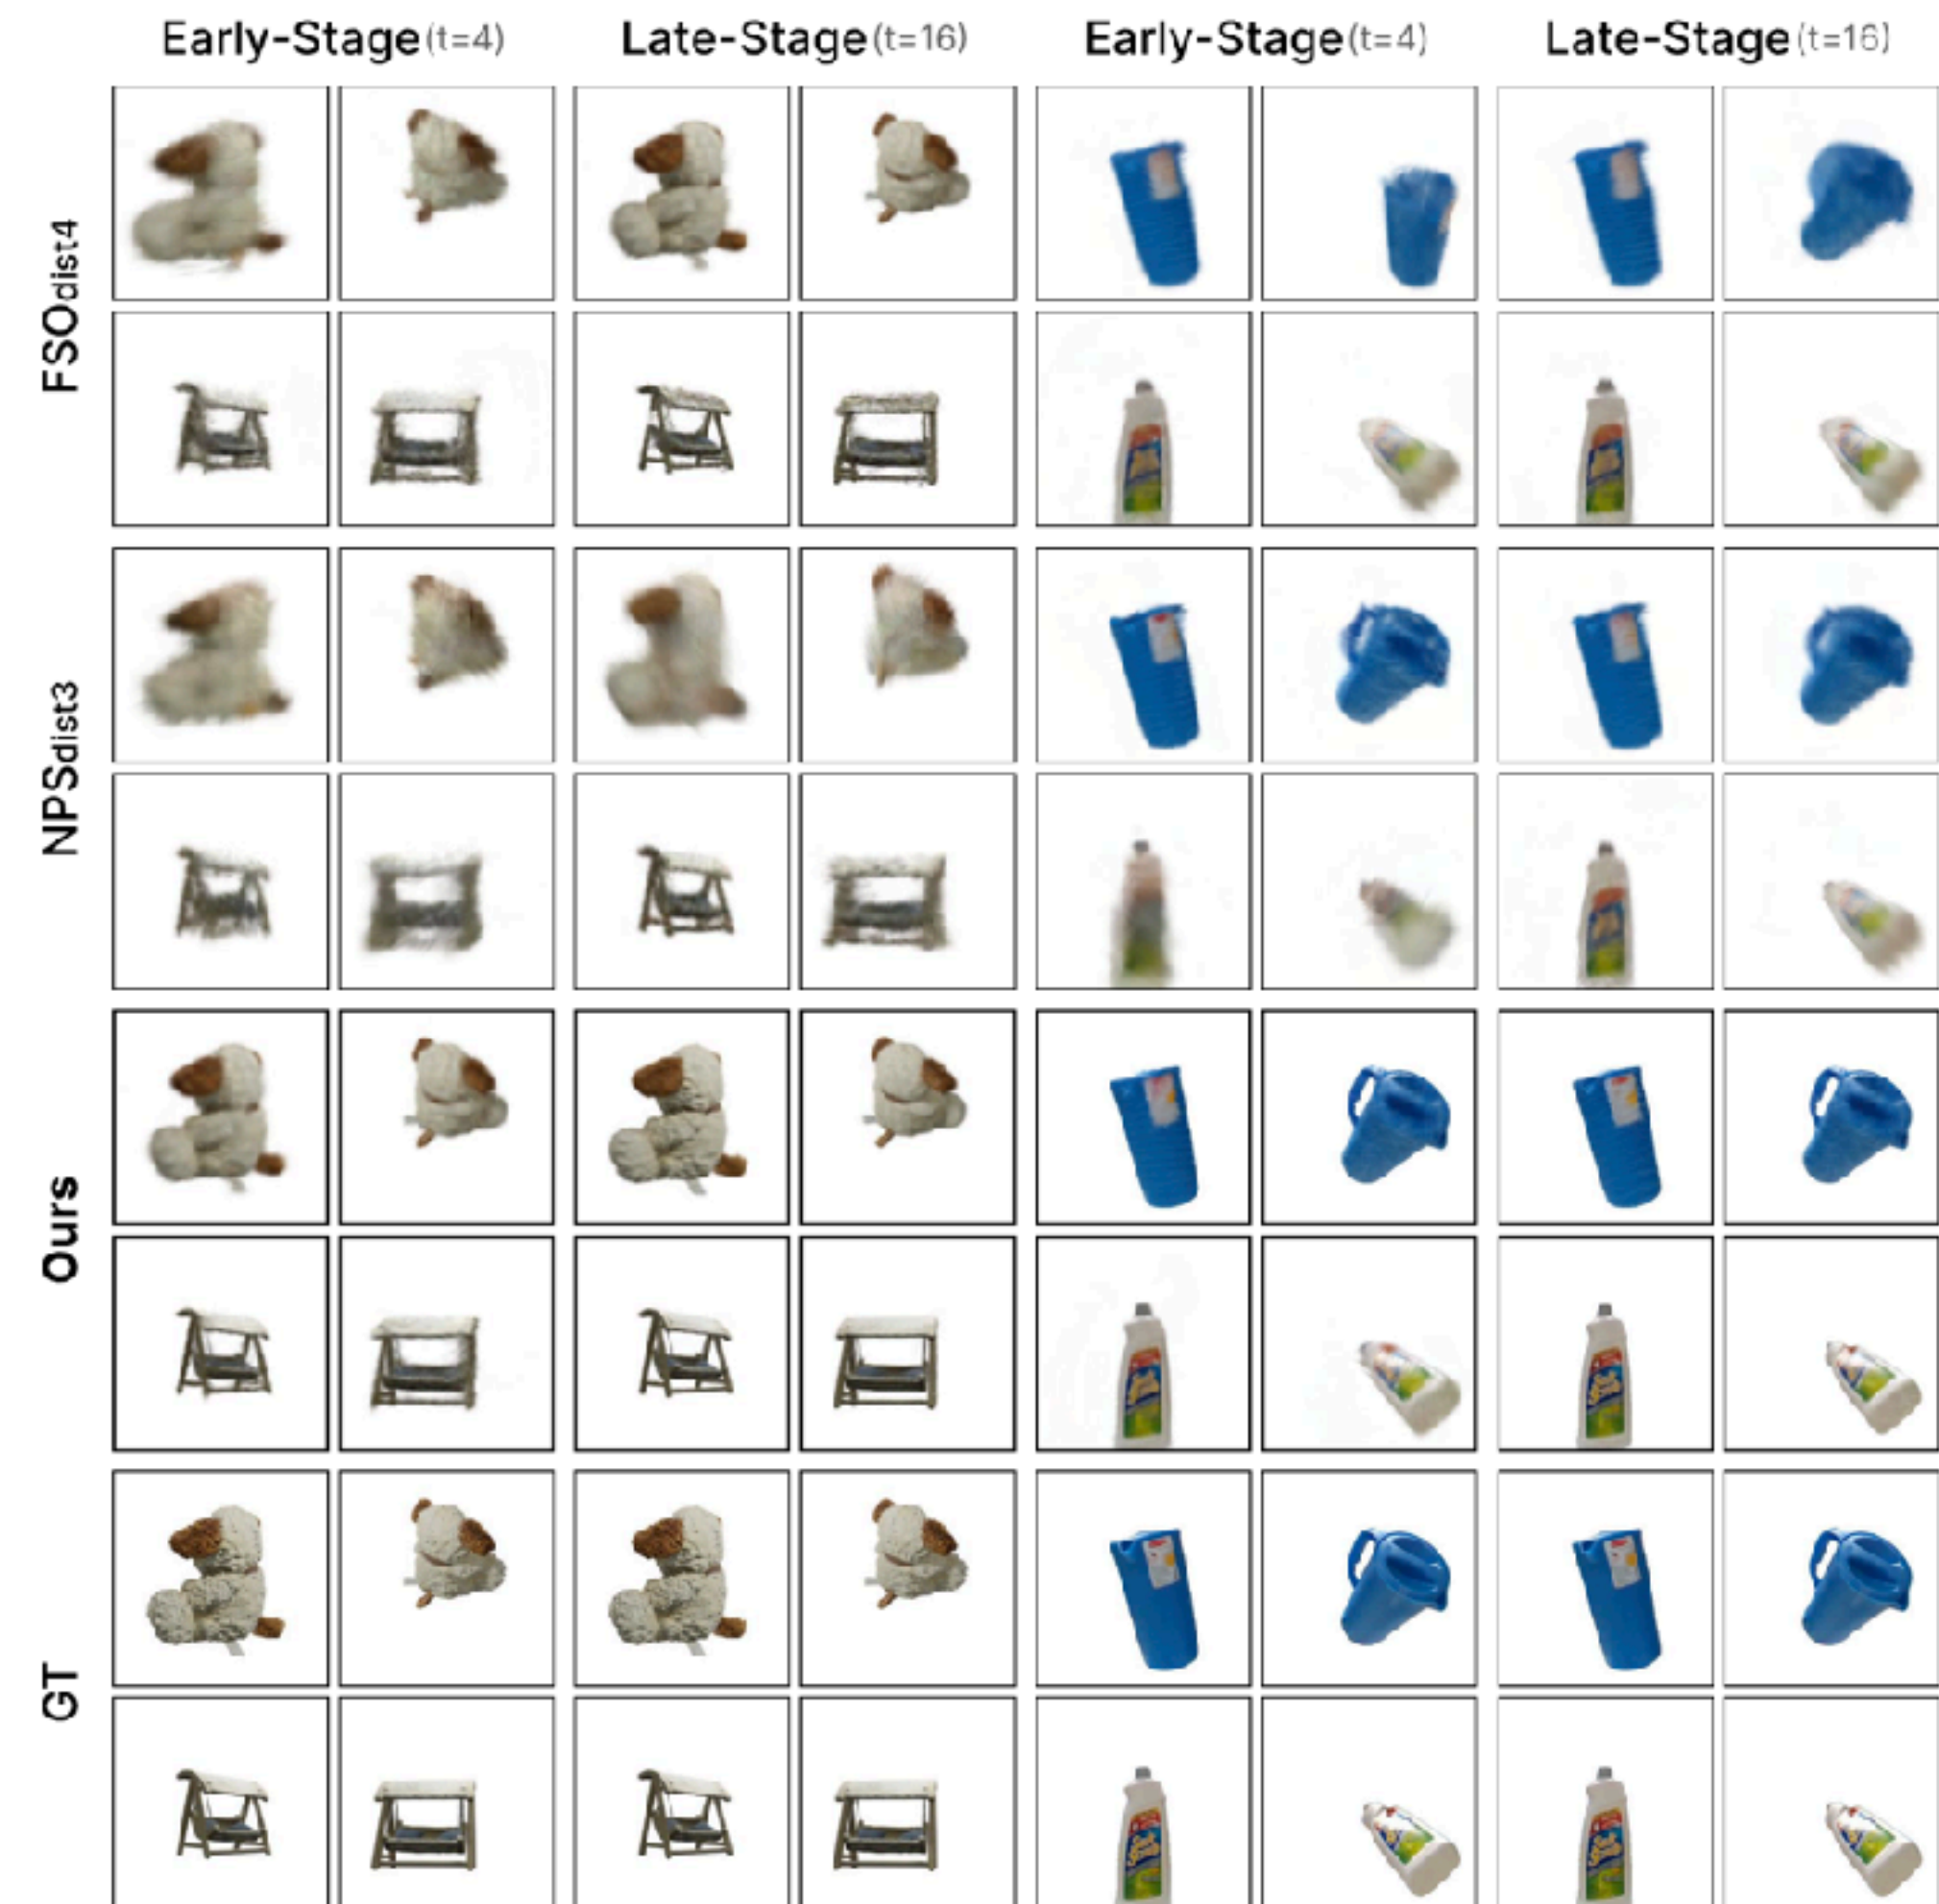 Early-Stage (t=4) Late-Stage (t=16) Early-Stage (t=4) Late-Stage (t=16)
FSOdist4
NPSdist3
Ours
GT